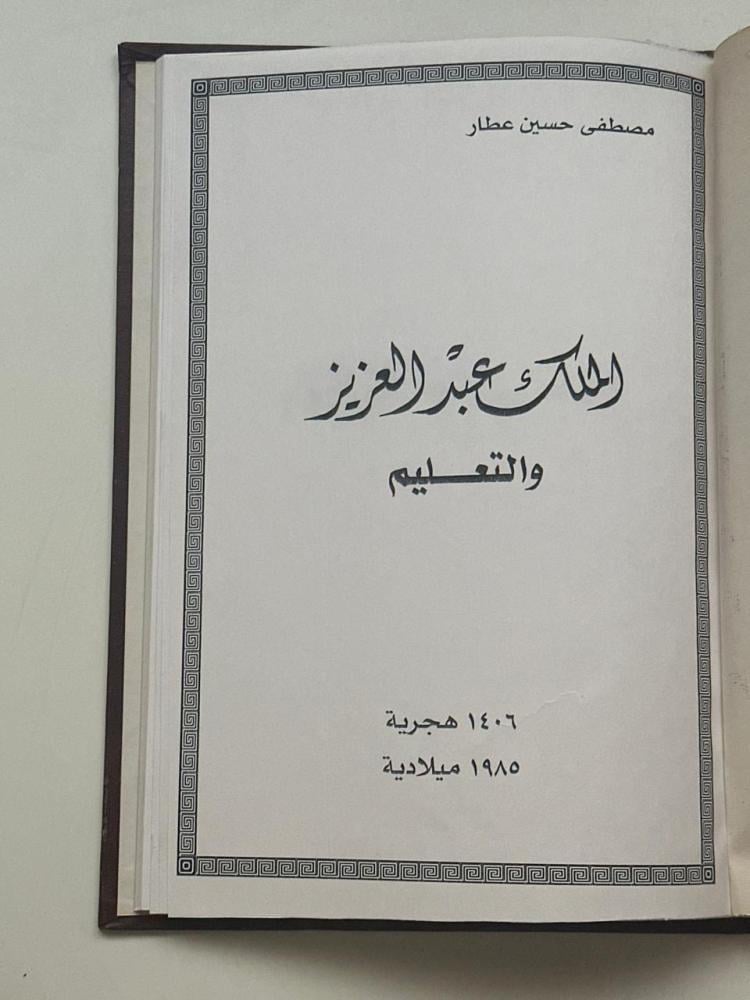 مصطفى حسين عطار
الملك عبد العزيز
والتعليم
١٤٠٦ هجرية
١٩٨٥ ميلادية